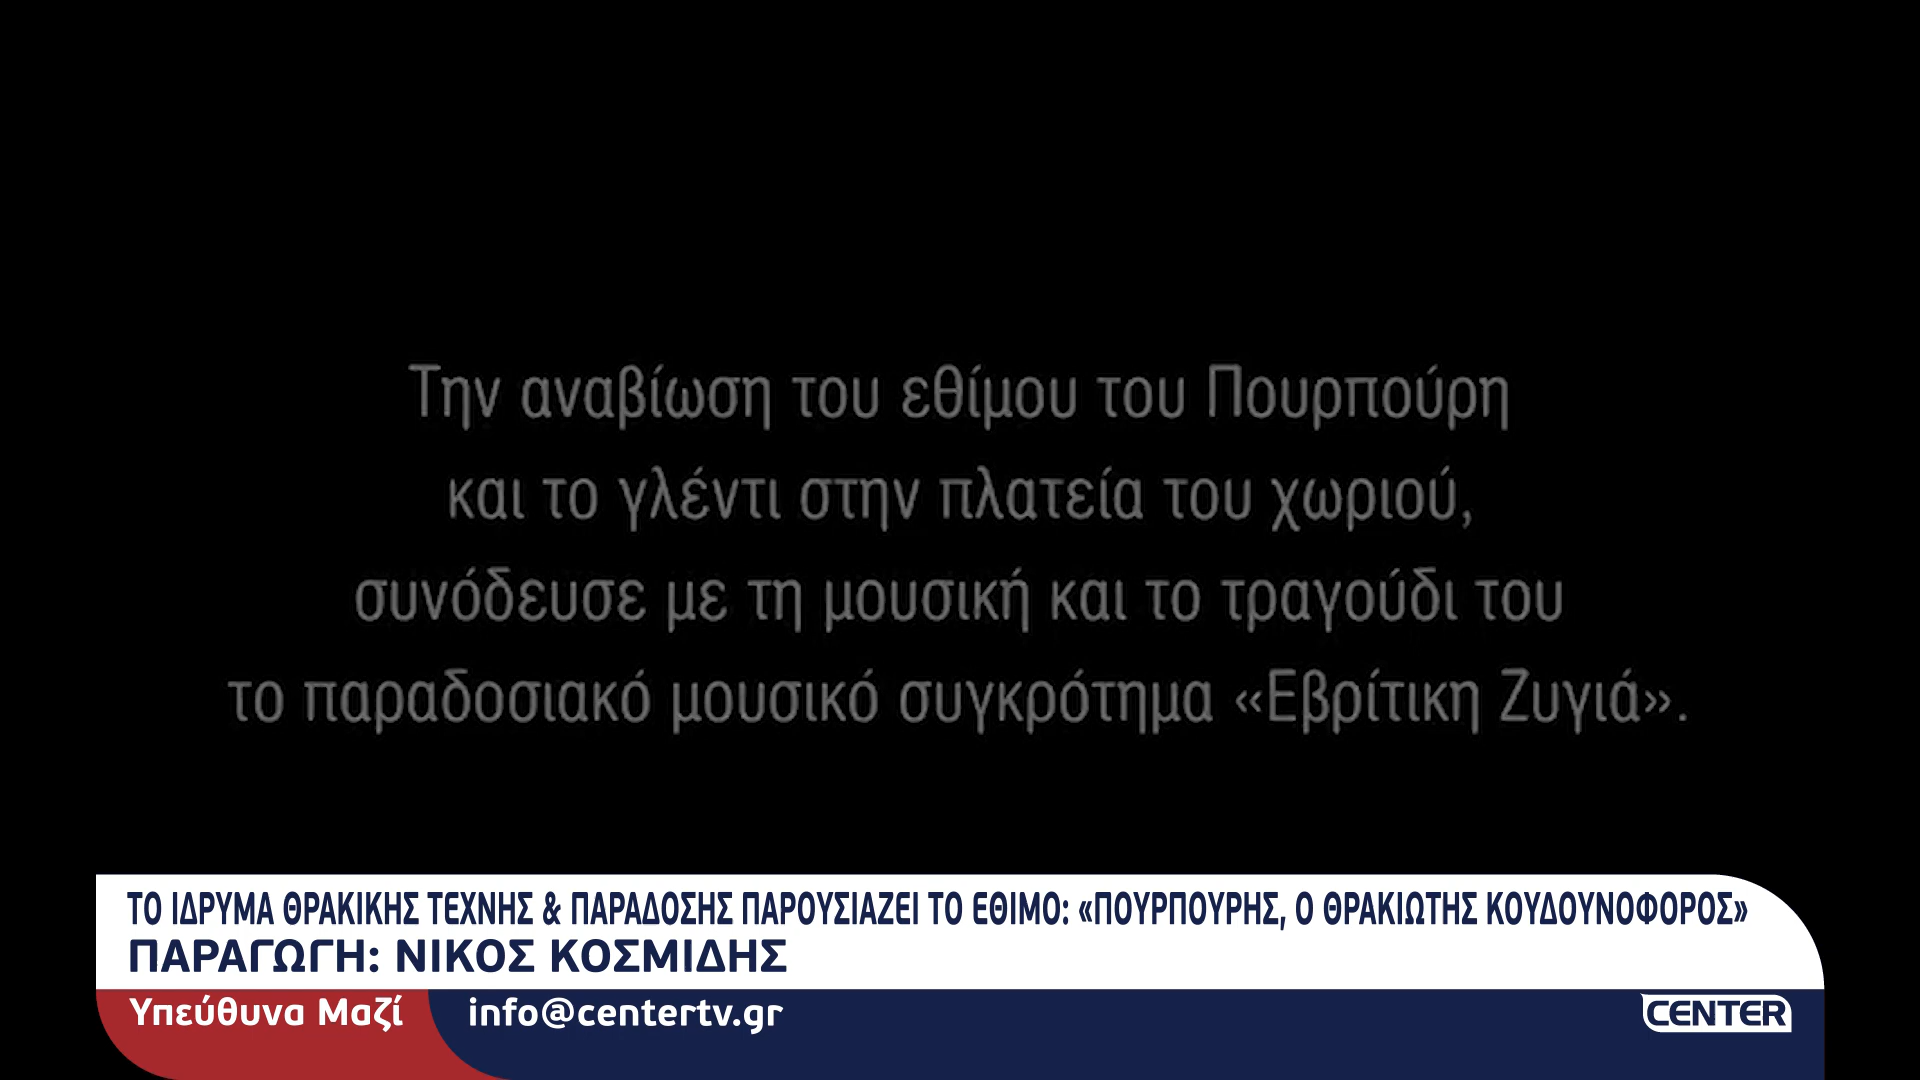 Την αναβίωση του εθίμου του Πουρπούρη
και το γλέντι στην πλατεία του χωριού,
συνόδευσε με τη μουσική και το τραγούδι του
το παραδοσιακό μουσικό συγκρότημα «Εβρίτικη Ζυγιά».
ΤΟ ΙΔΡΥΜΑ ΘΡΑΚΙΚΗΣ ΤΕΧΝΗΣ & ΠΑΡΑΔΟΣΗΣ ΠΑΡΟΥΣΙΑΖΕΙ ΤΟ ΕΘΙΜΟ: «ΠΟΥΡΠΟΥΡΗΣ, Ο ΘΡΑΚΙΩΤΗΣ ΚΟΥΔΟΥΝΟΦΟΡΟΣ»
ΠΑΡΑΓΩΓΗ: ΝΙΚΟΣ ΚΟΣΜΙΔΗΣ
Υπεύθυνα Μαζί info@centertv.gr CENTER